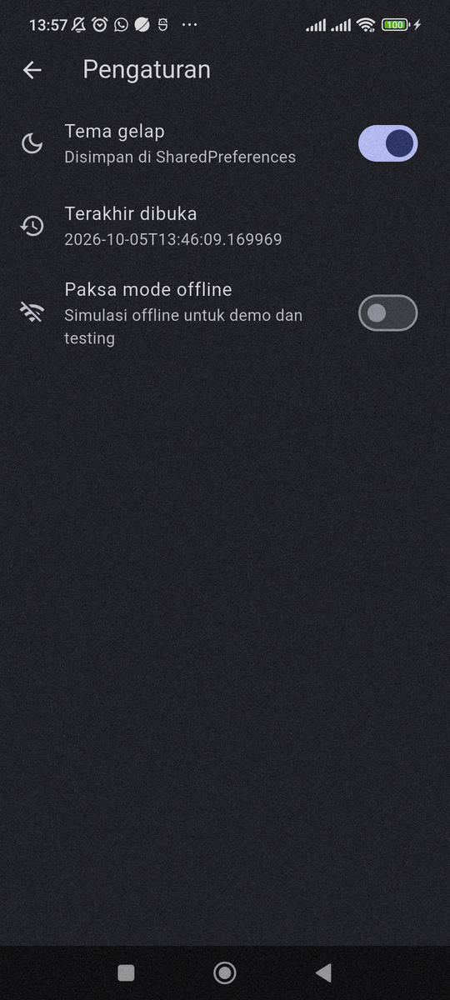 13:57
100
Pengaturan
Tema gelap
Disimpan di SharedPreferences
Terakhir dibuka
2026-10-05T13:46:09.169969
Paksa mode offline
Simulasi offline untuk demo dan
testing